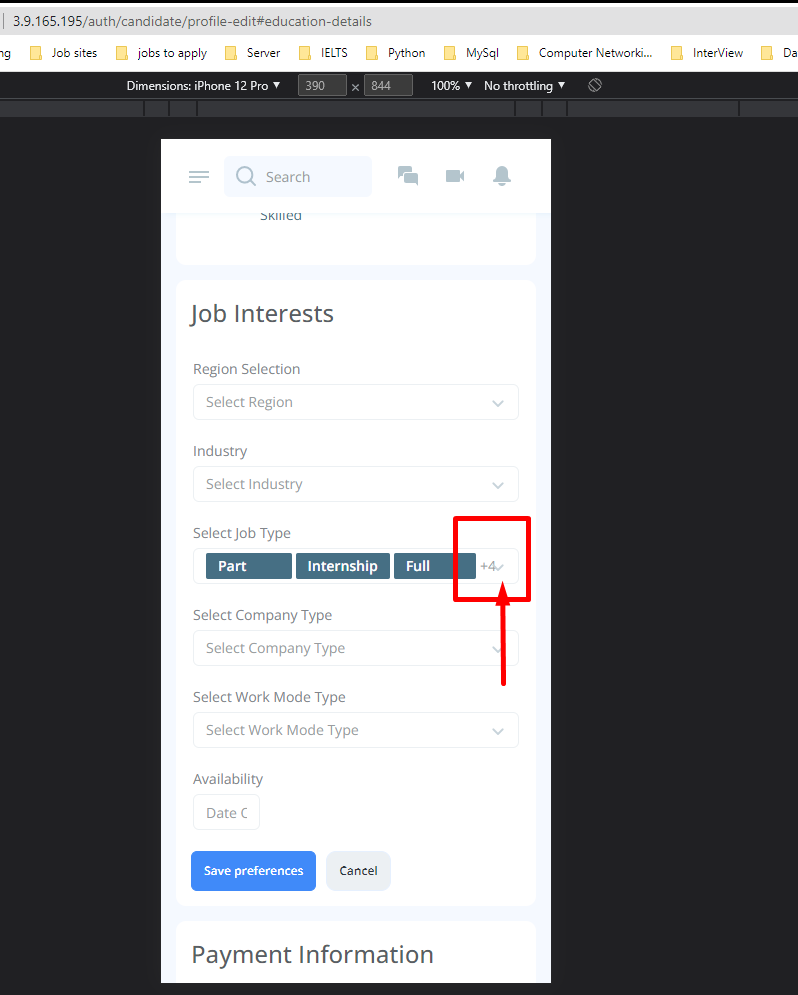 3.9.165.195/auth/candidate/profile-edit#education-details
ng Job sites jobs to apply Server IELTS Python MySql Computer Networki... InterView Da
Dimensions: iPhone 12 Pro 390 × 844 100% No throttling
Search
Skilled
Job Interests
Region Selection
Select Region
Industry
Select Industry
Select Job Type
Part Internship Full +4
Select Company Type
Select Company Type
Select Work Mode Type
Select Work Mode Type
Availability
Date C
Save preferences Cancel
Payment Information